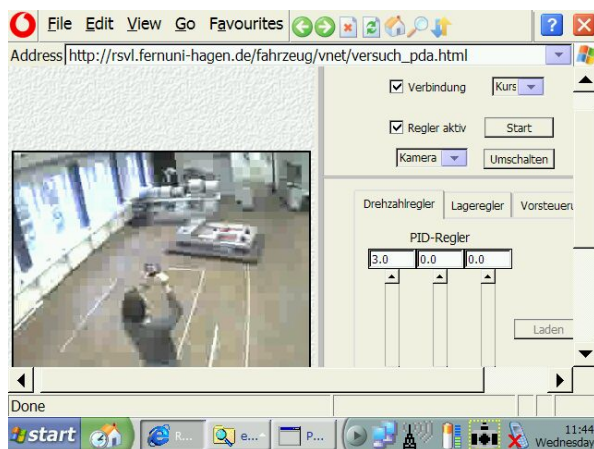 File Edit View Go Favourites
Address http://rsvl.fernuni-hagen.de/fahrzeug/vnet/versuch_pda.html
Verbindung Kurs
Regler aktiv Start
Kamera Umschalten
Drehzahlregler Lageregler Vorsteueru
PID-Regler
3.0 0.0 0.0
Laden
Done
start R... e... P... 11:44
Wednesday